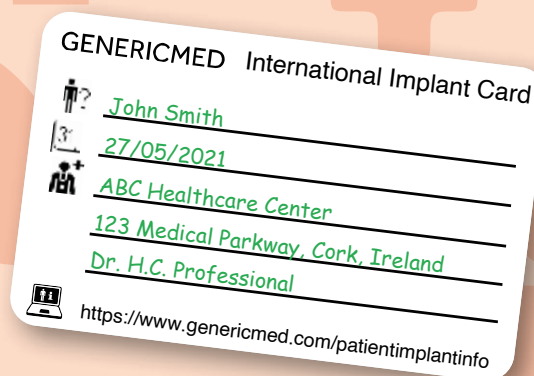 GENERICMED International Implant Card
John Smith
27/05/2021
ABC Healthcare Center
123 Medical Parkway, Cork, Ireland
Dr. H.C. Professional
https://www.genericmed.com/patientimplantinfo